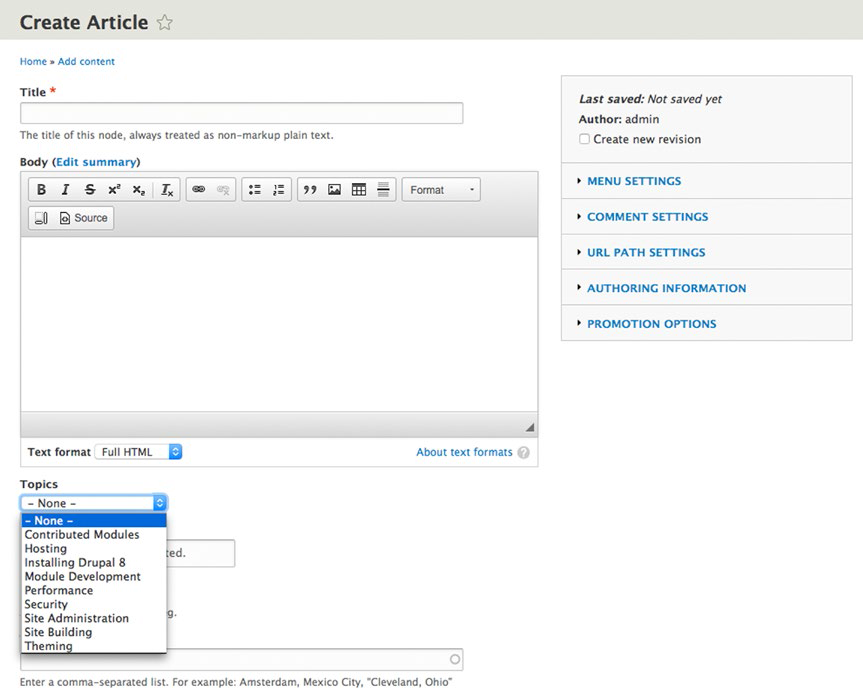 Create Article
Home » Add content
Title *
The title of this node, always treated as non-markup plain text.
Body (Edit summary)
B I S x² x₂ Tx Format
Source
Text format Full HTML
About text formats ?
Topics
- None -
- None -
Contributed Modules
Hosting
Installing Drupal 8
Module Development
Performance
Security
Site Administration
Site Building
Theming
Enter a comma-separated list. For example: Amsterdam, Mexico City, "Cleveland, Ohio"
Last saved: Not saved yet
Author: admin
Create new revision
MENU SETTINGS
COMMENT SETTINGS
URL PATH SETTINGS
AUTHORING INFORMATION
PROMOTION OPTIONS